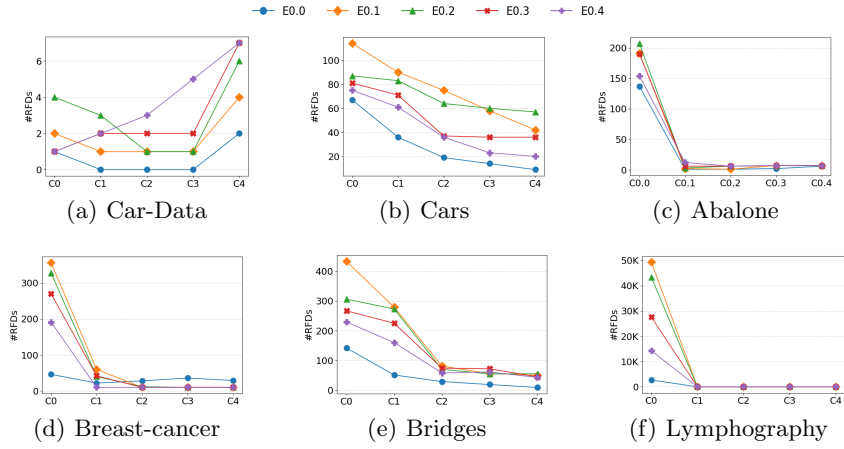 E0.0 E0.1 E0.2 E0.3 E0.4
#RFDs
6
4
2
0
C0 C1 C2 C3 C4
(a) Car-Data
#RFDs
100
80
60
40
20
C0 C1 C2 C3 C4
(b) Cars
#RFDs
200
150
100
50
0
C0.0 C0.1 C0.2 C0.3 C0.4
(c) Abalone
#RFDs
300
200
100
0
C0 C1 C2 C3 C4
(d) Breast-cancer
#RFDs
400
300
200
100
0
C0 C1 C2 C3 C4
(e) Bridges
#RFDs
50K
40K
30K
20K
10K
0
C0 C1 C2 C3 C4
(f) Lymphography